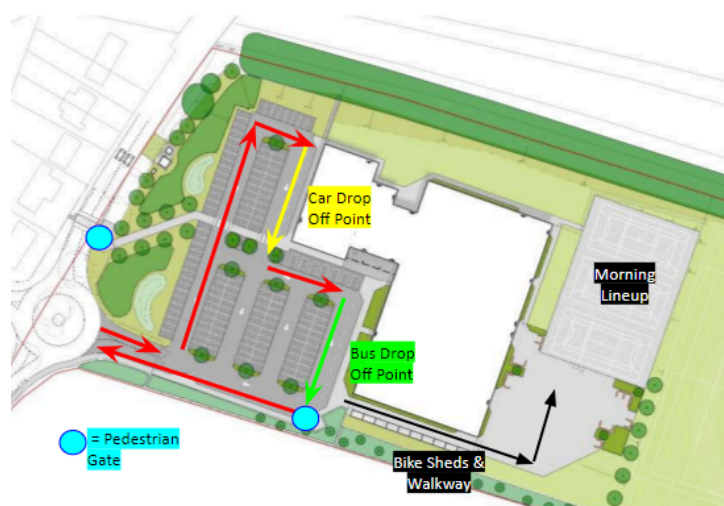 Car Drop
Off Point
Morning
Lineup
Bus Drop
Off Point
= Pedestrian
Gate
Bike Sheds &
Walkway